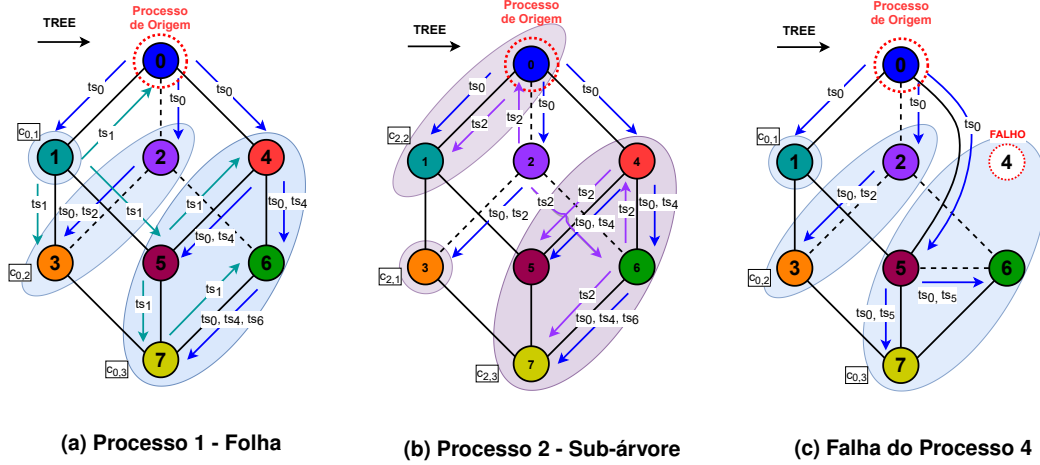 Processo
de Origem
TREE
0
ts0
ts0
ts0
ts1
c0,1
1
2
4
ts1
ts0, ts2
ts1
ts1
ts0, ts4
ts0, ts4
3
5
6
c0,2
ts1
ts1
ts0, ts4, ts6
7
c0,3
(a) Processo 1 - Folha
Processo
de Origem
TREE
0
ts0
ts0
ts0
ts2
ts2
c2,2
1
2
4
ts0, ts2
ts2
ts2
ts0, ts4
ts2
ts0, ts4
3
5
6
c2,1
ts2
ts0, ts4, ts6
7
c2,3
(b) Processo 2 - Sub-árvore
Processo
de Origem
TREE
0
ts0
ts0
ts0
c0,1
FALHO
1
2
4
ts0, ts2
3
5
6
c0,2
ts0, ts5
ts0, ts5
7
c0,3
(c) Falha do Processo 4